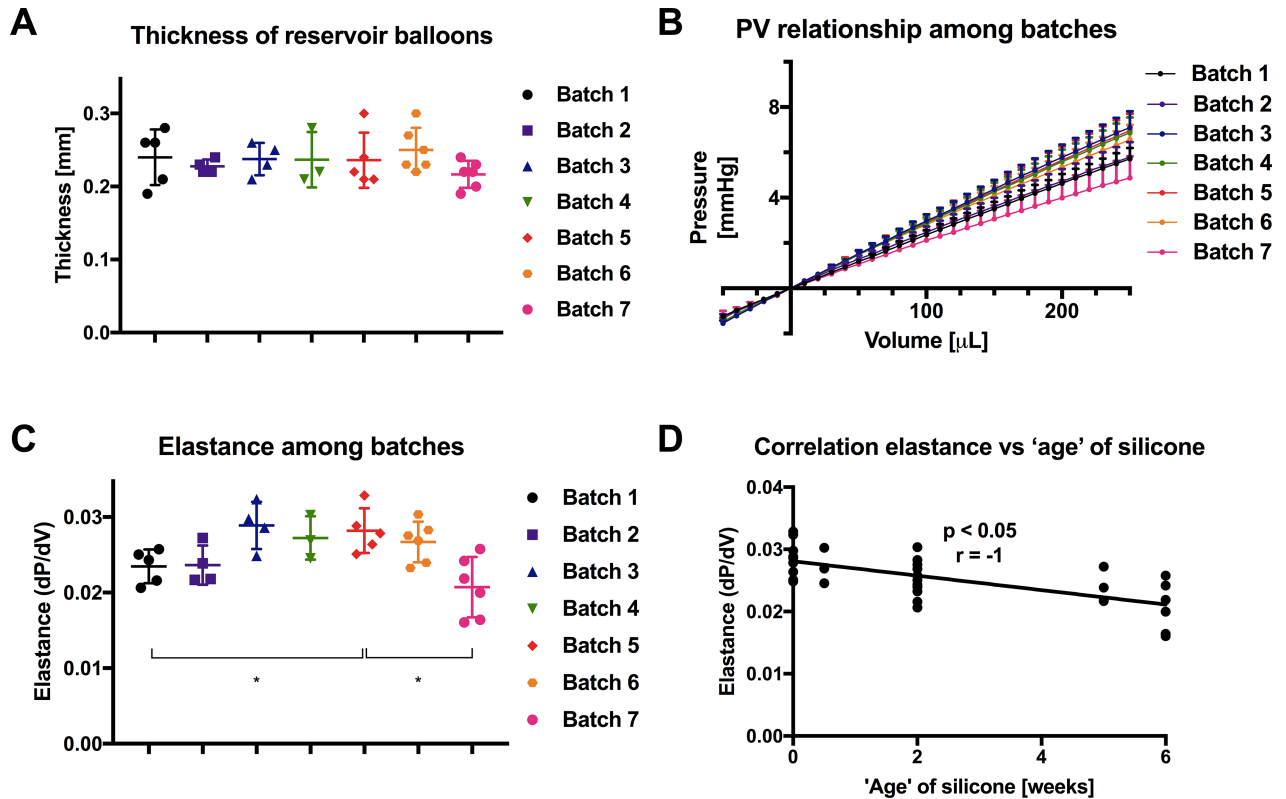 A
Thickness of reservoir balloons
Thickness [mm]
0.3
0.2
0.1
0.0
Batch 1
Batch 2
Batch 3
Batch 4
Batch 5
Batch 6
Batch 7
B
PV relationship among batches
Pressure
[mmHg]
8
4
100
200
Volume [μL]
Batch 1
Batch 2
Batch 3
Batch 4
Batch 5
Batch 6
Batch 7
C
Elastance among batches
Elastance (dP/dV)
0.03
0.02
0.01
0.00
*
*
Batch 1
Batch 2
Batch 3
Batch 4
Batch 5
Batch 6
Batch 7
D
Correlation elastance vs ‘age’ of silicone
Elastance (dP/dV)
0.04
0.03
0.02
0.01
0.00
p < 0.05
r = -1
0
2
4
6
'Age' of silicone [weeks]